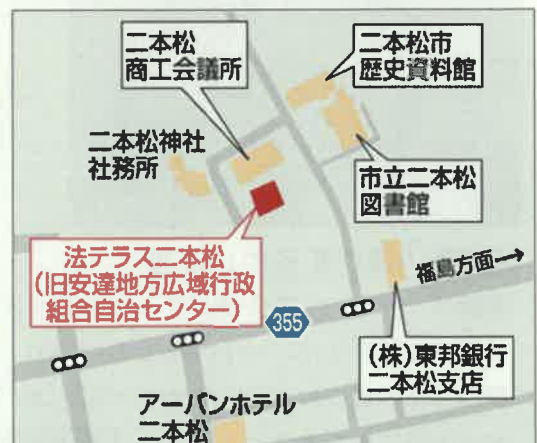 二本松
商工会議所
二本松市
歴史資料館
二本松神社
社務所
市立二本松
図書館
法テラス二本松
(旧安達地方広域行政
組合自治センター)
福島方面→
355
(株)東邦銀行
二本松支店
アーバンホテル
二本松